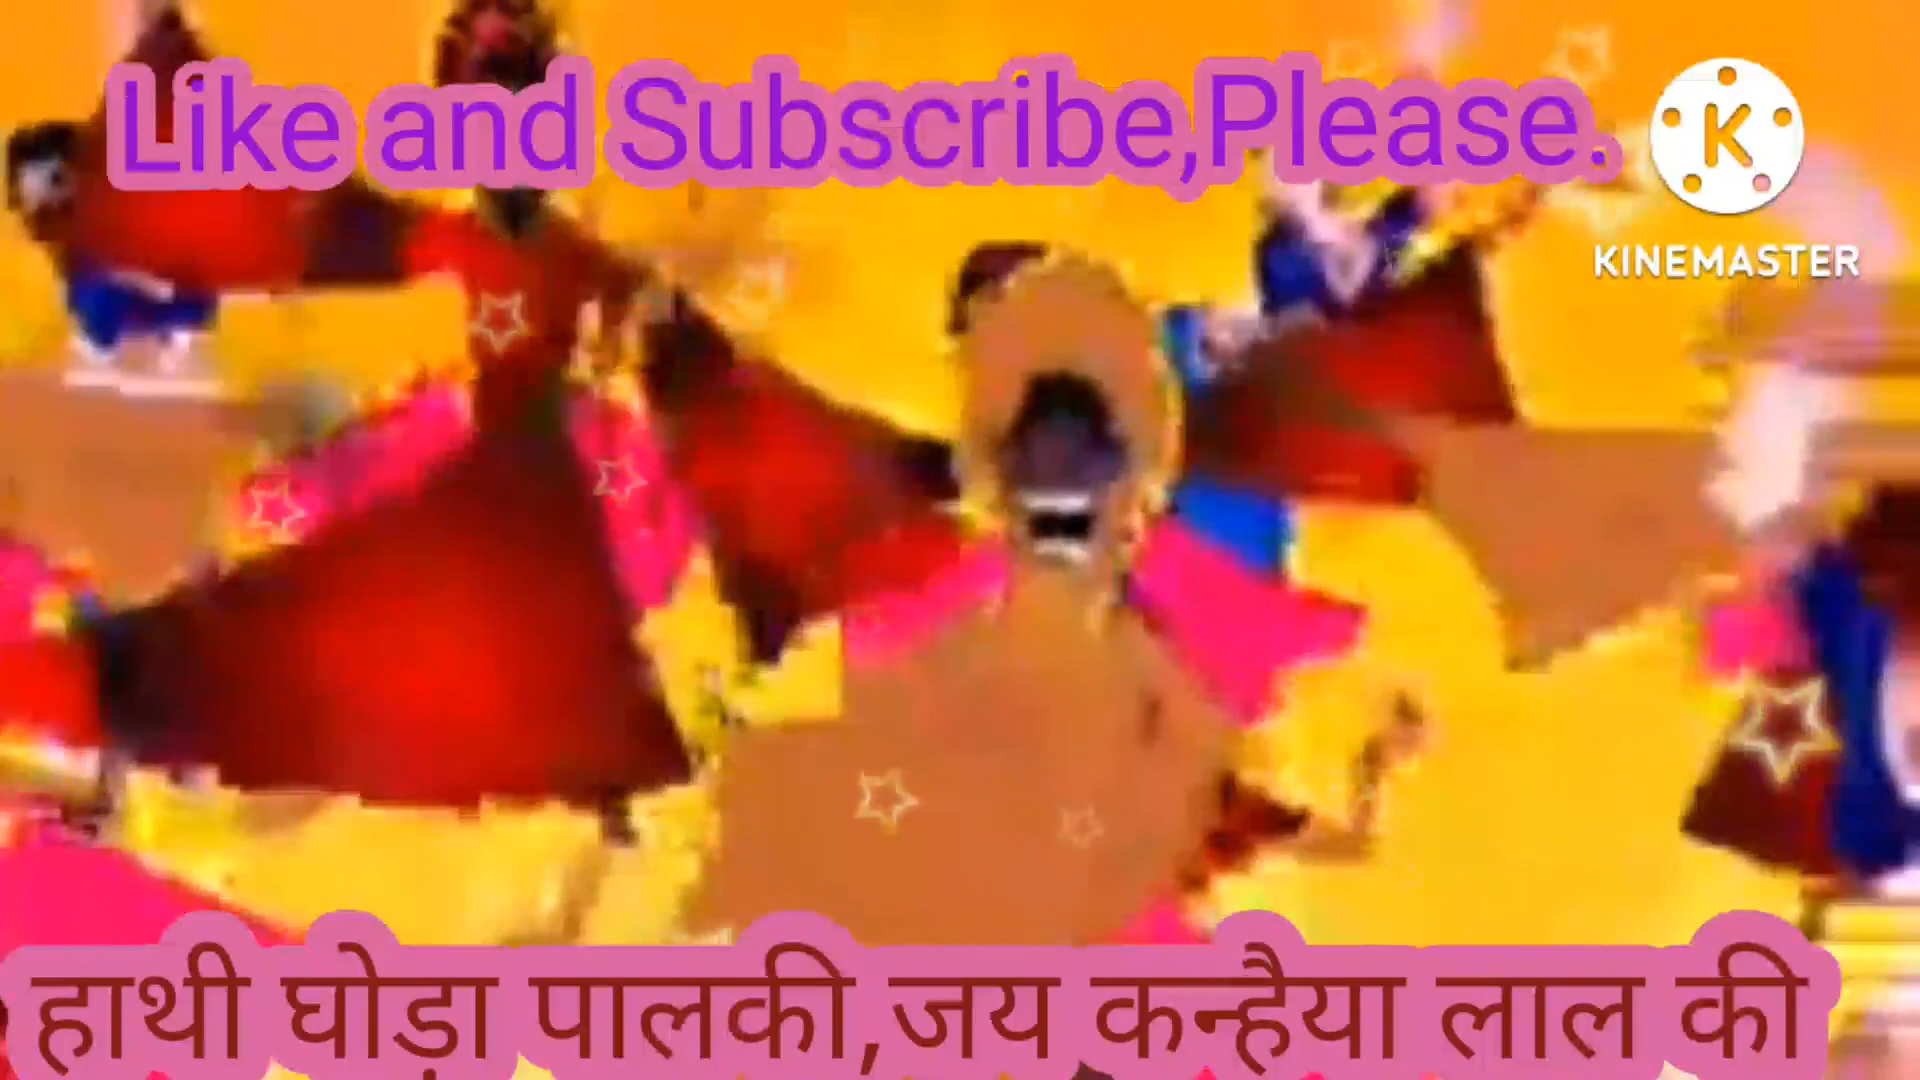 Like and Subscribe,Please.
K
KINEMASTER
हाथी घोड़ा पालकी,जय कन्हैया लाल की